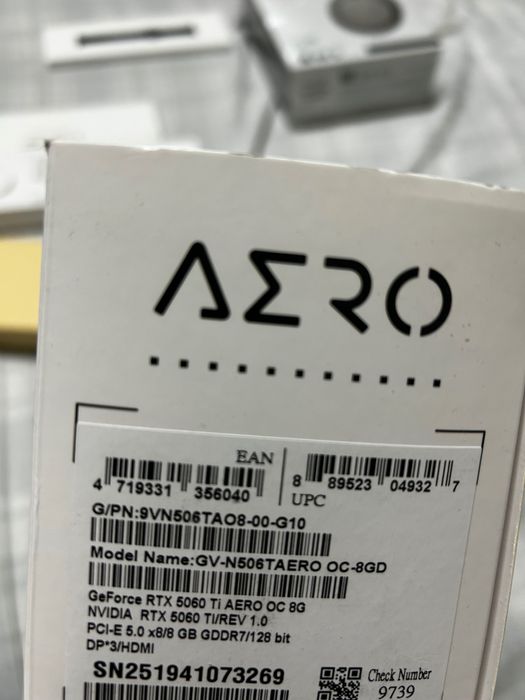 AERO
EAN
4 719331 356040
8 89523 04932 7
UPC
G/PN:9VN506TAO8-00-G10
Model Name:GV-N506TAERO OC-8GD
GeForce RTX 5060 Ti AERO OC 8G
NVIDIA RTX 5060 TI/REV 1.0
PCI-E 5.0 x8/8 GB GDDR7/128 bit
DP*3/HDMI
SN251941073269
Check Number
9739